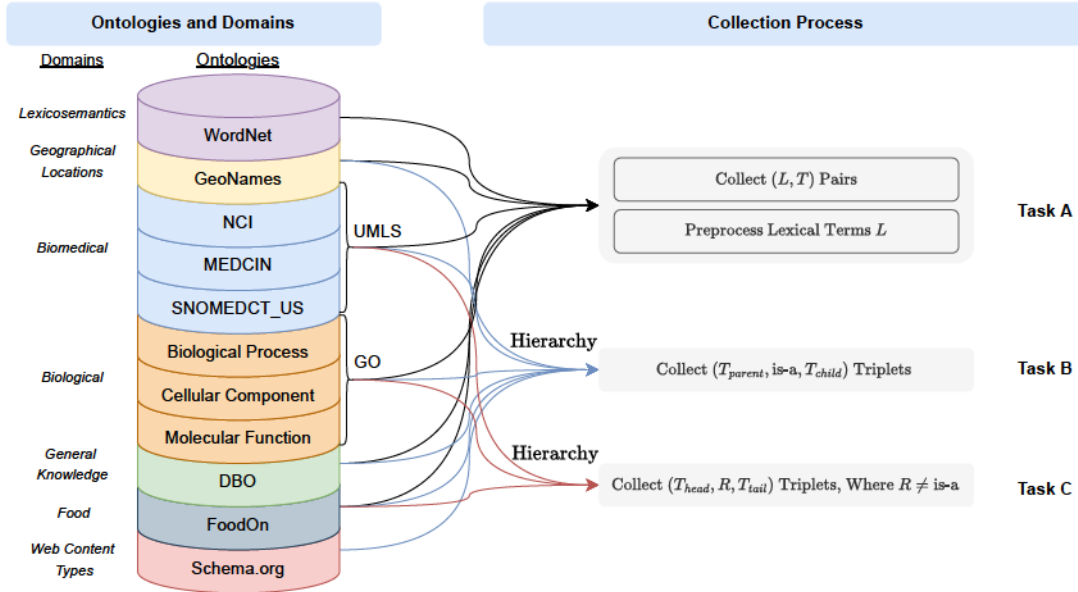 Ontologies and Domains
Collection Process
Domains
Ontologies
Lexicosemantics
WordNet
Geographical
Locations
GeoNames
Collect (L, T) Pairs
Preprocess Lexical Terms L
Task A
NCI
UMLS
Biomedical
MEDCIN
SNOMEDCT_US
Hierarchy
Biological Process
GO
Collect (T_parent, is-a, T_child) Triplets
Task B
Biological
Cellular Component
Molecular Function
General
Knowledge
DBO
Hierarchy
Collect (T_head, R, T_tail) Triplets, Where R ≠ is-a
Task C
Food
FoodOn
Web Content
Types
Schema.org